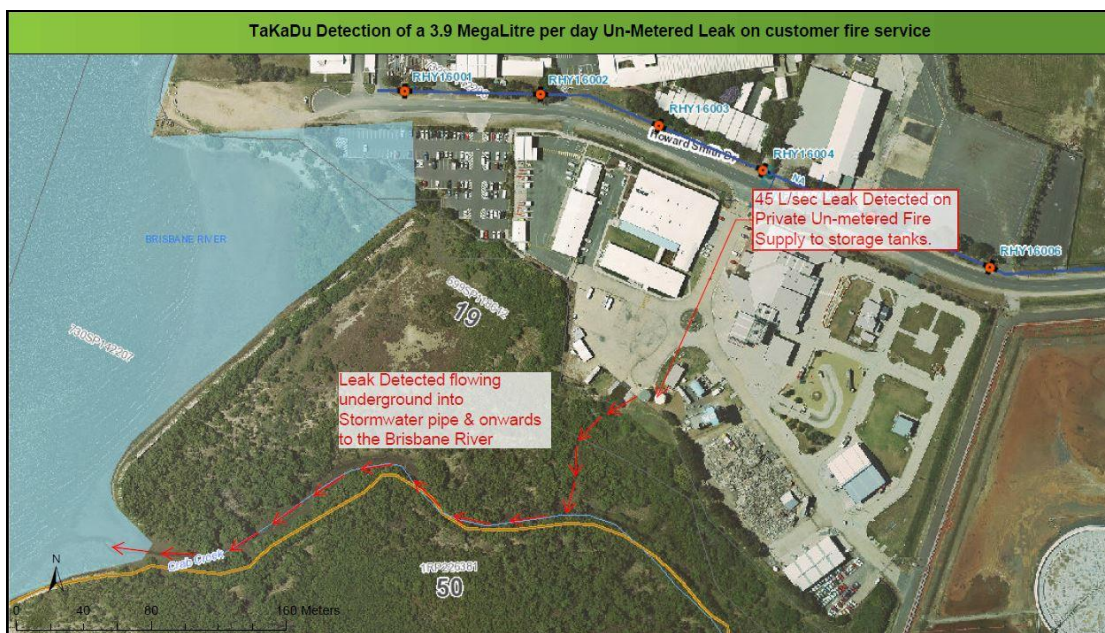 TaKaDu Detection of a 3.9 MegaLitre per day Un-Metered Leak on customer fire service
RHY16001
RHY16002
RHY16003
Howard Smith Dr
RHY16004
NA
45 L/sec Leak Detected on
Private Un-metered Fire
Supply to storage tanks.
RHY16006
BRISBANE RIVER
19
730SP142207
Leak Detected flowing
underground into
Stormwater pipe & onwards
to the Brisbane River
Crab Creek
1RP226381
50
N
0 40 80 160 Meters